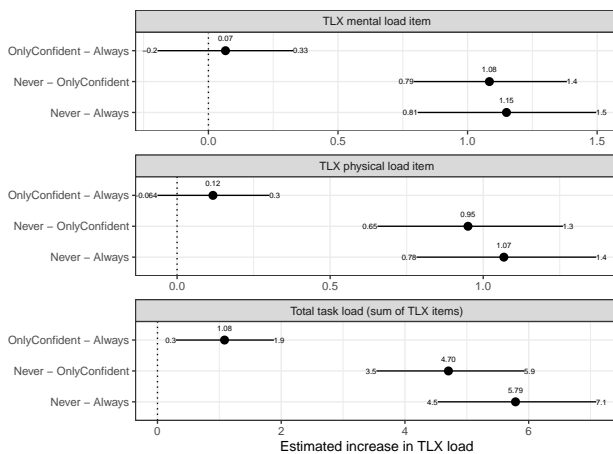 TLX mental load item
OnlyConfident − Always
-0.2
0.07
0.33
Never − OnlyConfident
0.79
1.08
1.4
Never − Always
0.81
1.15
1.5
0.0 0.5 1.0 1.5
TLX physical load item
OnlyConfident − Always
-0.064
0.12
0.3
Never − OnlyConfident
0.65
0.95
1.3
Never − Always
0.78
1.07
1.4
0.0 0.5 1.0
Total task load (sum of TLX items)
OnlyConfident − Always
0.3
1.08
1.9
Never − OnlyConfident
3.5
4.70
5.9
Never − Always
4.5
5.79
7.1
0 2 4 6
Estimated increase in TLX load